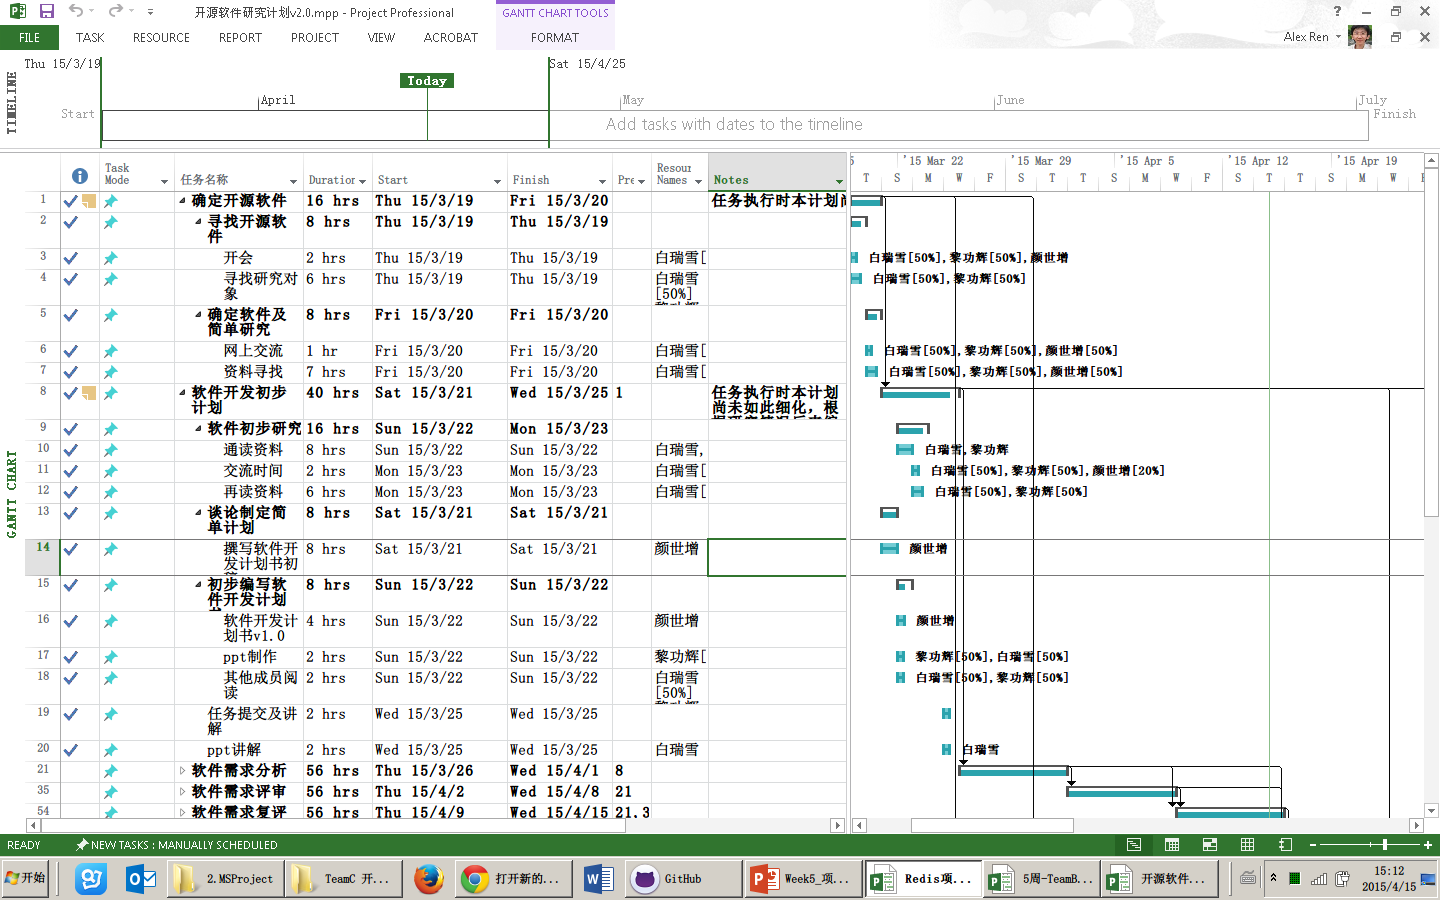 开源软件研究计划v2.0.mpp - Project Professional
GANTT CHART TOOLS
FILE TASK RESOURCE REPORT PROJECT VIEW ACROBAT FORMAT
Alex Ren
TIMELINE
Thu 15/3/19
Sat 15/4/25
Today
April May June July
Start
Add tasks with dates to the timeline
Finish
GANTT CHART
Task Mode 任务名称 Duration Start Finish Pre Resour Names Notes
'15 Mar 22 '15 Mar 29 '15 Apr 5 '15 Apr 12 '15 Apr 19
T S M W F S T T S M W F S T T S M W
1 确定开源软件 16 hrs Thu 15/3/19 Fri 15/3/20 任务执行时本计划
2 寻找开源软件 8 hrs Thu 15/3/19 Thu 15/3/19
3 开会 2 hrs Thu 15/3/19 Thu 15/3/19 白瑞雪[ 白瑞雪[50%],黎功辉[50%],颜世增
4 寻找研究对象 6 hrs Thu 15/3/19 Thu 15/3/19 白瑞雪[50%] 白瑞雪[50%],黎功辉[50%]
5 确定软件及简单研究 8 hrs Fri 15/3/20 Fri 15/3/20
6 网上交流 1 hr Fri 15/3/20 Fri 15/3/20 白瑞雪[ 白瑞雪[50%],黎功辉[50%],颜世增[50%]
7 资料寻找 7 hrs Fri 15/3/20 Fri 15/3/20 白瑞雪[ 白瑞雪[50%],黎功辉[50%],颜世增[50%]
8 软件开发初步计划 40 hrs Sat 15/3/21 Wed 15/3/25 1 任务执行时本计划尚未如此细化，根
9 软件初步研究 16 hrs Sun 15/3/22 Mon 15/3/23
10 通读资料 8 hrs Sun 15/3/22 Sun 15/3/22 白瑞雪, 白瑞雪,黎功辉
11 交流时间 2 hrs Mon 15/3/23 Mon 15/3/23 白瑞雪[ 白瑞雪[50%],黎功辉[50%],颜世增[20%]
12 再读资料 6 hrs Mon 15/3/23 Mon 15/3/23 白瑞雪[ 白瑞雪[50%],黎功辉[50%]
13 谈论制定简单计划 8 hrs Sat 15/3/21 Sat 15/3/21
14 撰写软件开发计划书初 8 hrs Sat 15/3/21 Sat 15/3/21 颜世增 颜世增
15 初步编写软件开发计划 8 hrs Sun 15/3/22 Sun 15/3/22
16 软件开发计划书v1.0 4 hrs Sun 15/3/22 Sun 15/3/22 颜世增 颜世增
17 ppt制作 2 hrs Sun 15/3/22 Sun 15/3/22 黎功辉[ 黎功辉[50%],白瑞雪[50%]
18 其他成员阅读 2 hrs Sun 15/3/22 Sun 15/3/22 白瑞雪[50%] 白瑞雪[50%],黎功辉[50%]
19 任务提交及讲解 2 hrs Wed 15/3/25 Wed 15/3/25
20 ppt讲解 2 hrs Wed 15/3/25 Wed 15/3/25 白瑞雪 白瑞雪
21 软件需求分析 56 hrs Thu 15/3/26 Wed 15/4/1 8
35 软件需求评审 56 hrs Thu 15/4/2 Wed 15/4/8 21
54 软件需求复评 56 hrs Thu 15/4/9 Wed 15/4/15 21,3
READY NEW TASKS : MANUALLY SCHEDULED
开始 2.MSProject TeamC 开... 打开新的... GitHub Week5_项... Redis项... 5周-TeamB... 开源软件...
15:12
2015/4/15